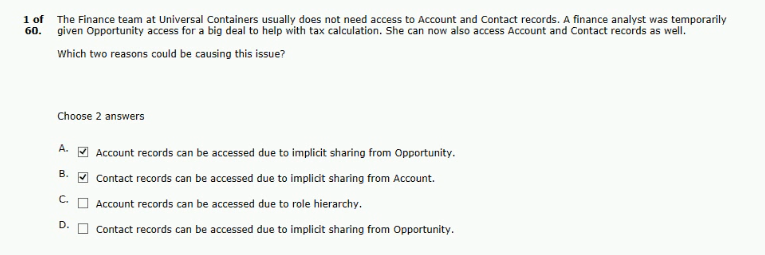 1 of The Finance team at Universal Containers usually does not need access to Account and Contact records. A finance analyst was temporarily
60. given Opportunity access for a big deal to help with tax calculation. She can now also access Account and Contact records as well.
Which two reasons could be causing this issue?
Choose 2 answers
A. Account records can be accessed due to implicit sharing from Opportunity.
B. Contact records can be accessed due to implicit sharing from Account.
C. Account records can be accessed due to role hierarchy.
D. Contact records can be accessed due to implicit sharing from Opportunity.